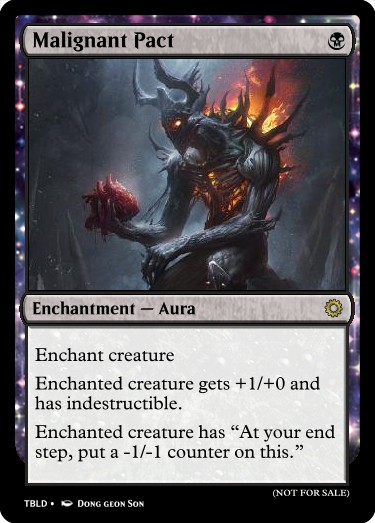 Malignant Pact
Enchantment — Aura
Enchant creature
Enchanted creature gets +1/+0 and
has indestructible.
Enchanted creature has “At your end
step, put a -1/-1 counter on this.”
(NOT FOR SALE)
TBLD • Dong geon Son